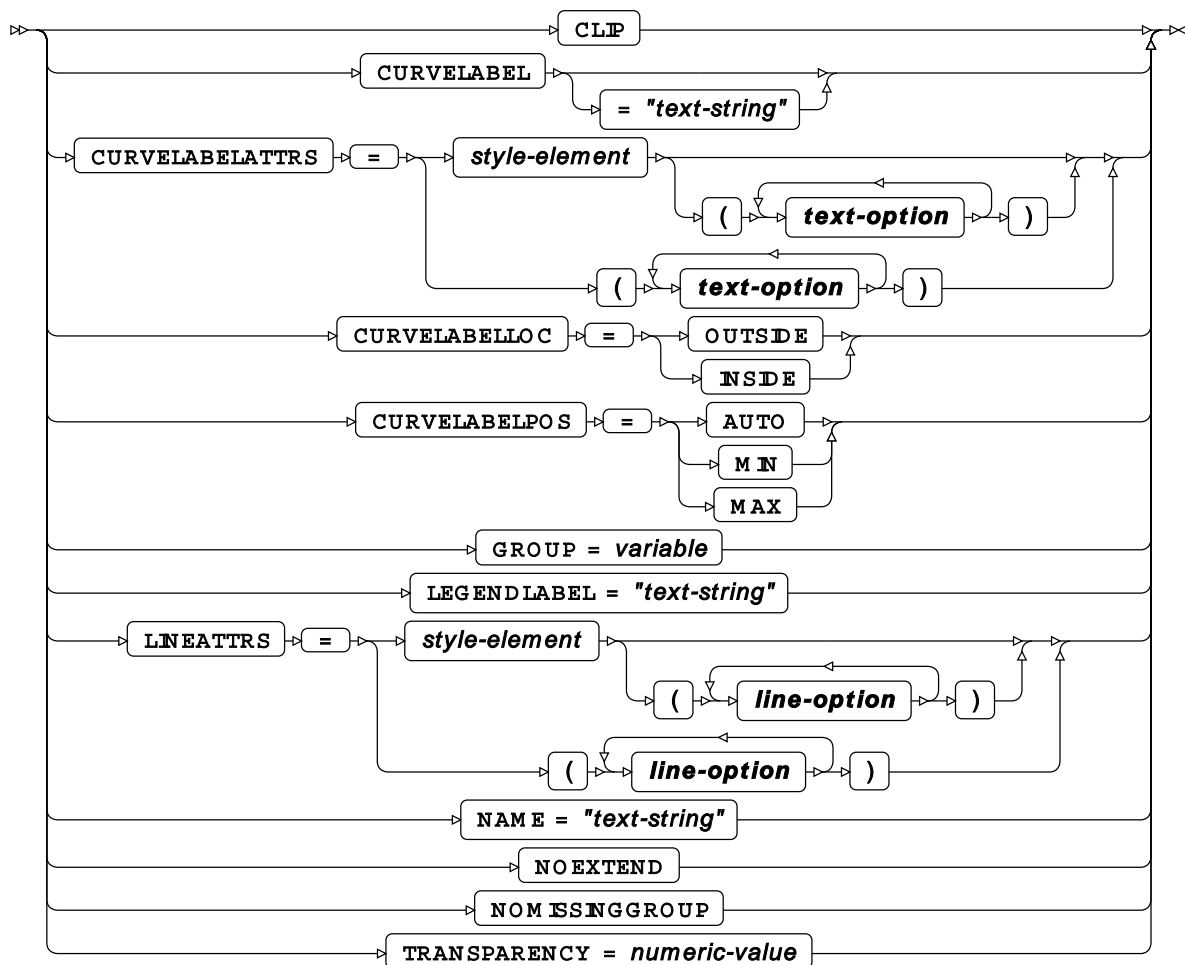 CLIP
CURVELABEL
= "text-string"
CURVELABELATTRS = style-element
( text-option )
( text-option )
CURVELABELLOC = OUTSIDE
INSIDE
CURVELABELPOS = AUTO
MIN
MAX
GROUP = variable
LEGENDLABEL = "text-string"
LINEATTRS = style-element
( line-option )
( line-option )
NAME = "text-string"
NOEXTEND
NOMISSINGGROUP
TRANSPARENCY = numeric-value